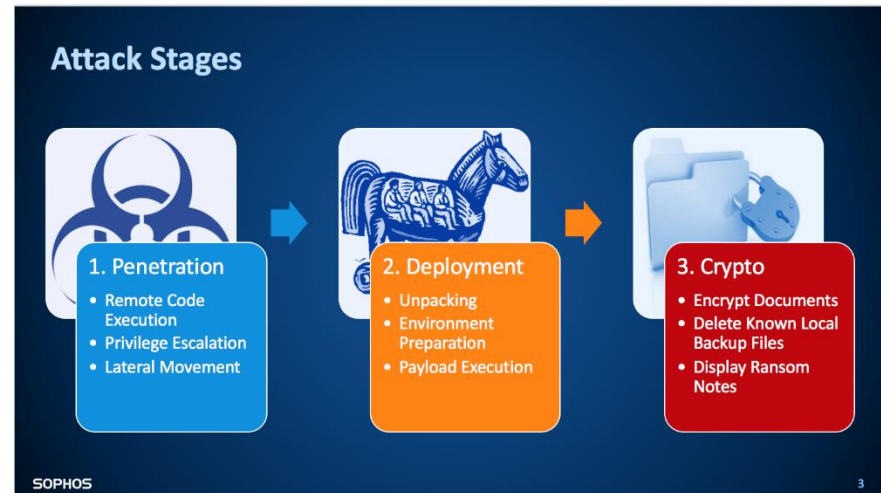 Attack Stages
1. Penetration
• Remote Code
Execution
• Privilege Escalation
• Lateral Movement
2. Deployment
• Unpacking
• Environment
Preparation
• Payload Execution
3. Crypto
• Encrypt Documents
• Delete Known Local
Backup Files
• Display Ransom
Notes
SOPHOS
3